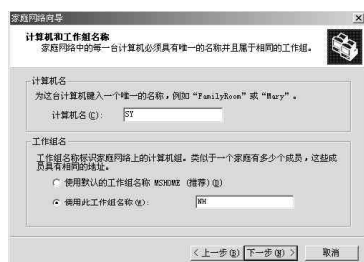 家庭网络向导
计算机和工作组名称
家庭网络中的每一台计算机必须具有唯一的名称并且属于相同的工作组。
计算机名
为这台计算机键入一个唯一的名称，例如“FamilyRoom”或“Mary”。
计算机名(C): SY
工作组名
工作组名称标识家庭网络上的计算机组。类似于一个家庭有多少个成员，这些成
员具有相同的地址。
使用默认的工作组名称 MSHOME (推荐)(D)
使用此工作组名称(W): WH
< 上一步(B) 下一步(N) > 取消